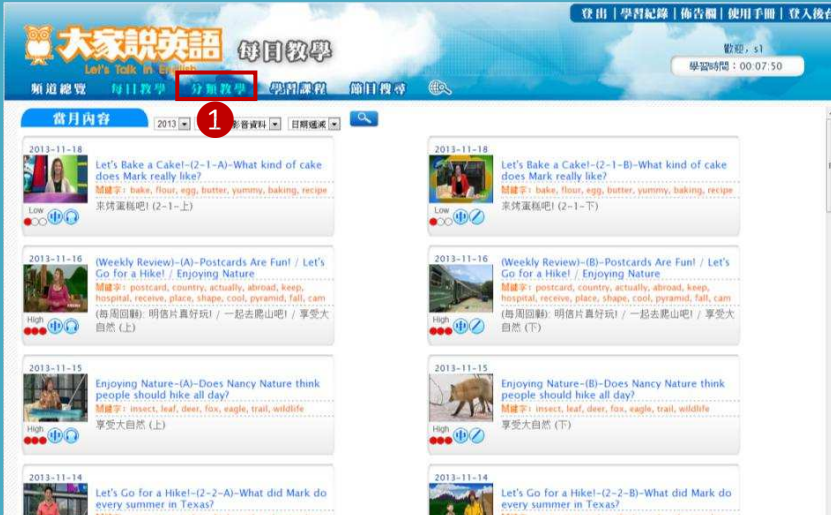 登出 | 學習紀錄 | 佈告欄 | 使用手冊 | 登入後台
大家說英語 每日教學
Let's Talk in English
歡迎, s1
學習時間：00:07:50
頻道總覽 每日教學 分類教學 學習課程 節目搜尋
1
當月內容 2013 影音資料 日期遞減
2013-11-18
Let's Bake a Cake!-(2-1-A)-What kind of cake
does Mark really like?
關鍵字: bake, flour, egg, butter, yummy, baking, recipe
來烤蛋糕吧! (2-1-上)
Low
2013-11-18
Let's Bake a Cake!-(2-1-B)-What kind of cake
does Mark really like?
關鍵字: bake, flour, egg, butter, yummy, baking, recipe
來烤蛋糕吧! (2-1-下)
Low
2013-11-16
(Weekly Review)-(A)-Postcards Are Fun! / Let's
Go for a Hike! / Enjoying Nature
關鍵字: postcard, country, actually, abroad, keep,
hospital, receive, place, shape, cool, pyramid, fall, cam
(每周回顧): 明信片真好玩! / 一起去爬山吧! / 享受大
自然 (上)
High
2013-11-16
(Weekly Review)-(B)-Postcards Are Fun! / Let's
Go for a Hike! / Enjoying Nature
關鍵字: postcard, country, actually, abroad, keep,
hospital, receive, place, shape, cool, pyramid, fall, cam
(每周回顧): 明信片真好玩! / 一起去爬山吧! / 享受大
自然 (下)
High
2013-11-15
Enjoying Nature-(A)-Does Nancy Nature think
people should hike all day?
關鍵字: insect, leaf, deer, fox, eagle, trail, wildlife
享受大自然 (上)
High
2013-11-15
Enjoying Nature-(B)-Does Nancy Nature think
people should hike all day?
關鍵字: insect, leaf, deer, fox, eagle, trail, wildlife
享受大自然 (下)
High
2013-11-14
Let's Go for a Hike!-(2-2-A)-What did Mark do
every summer in Texas?
2013-11-14
Let's Go for a Hike!-(2-2-B)-What did Mark do
every summer in Texas?